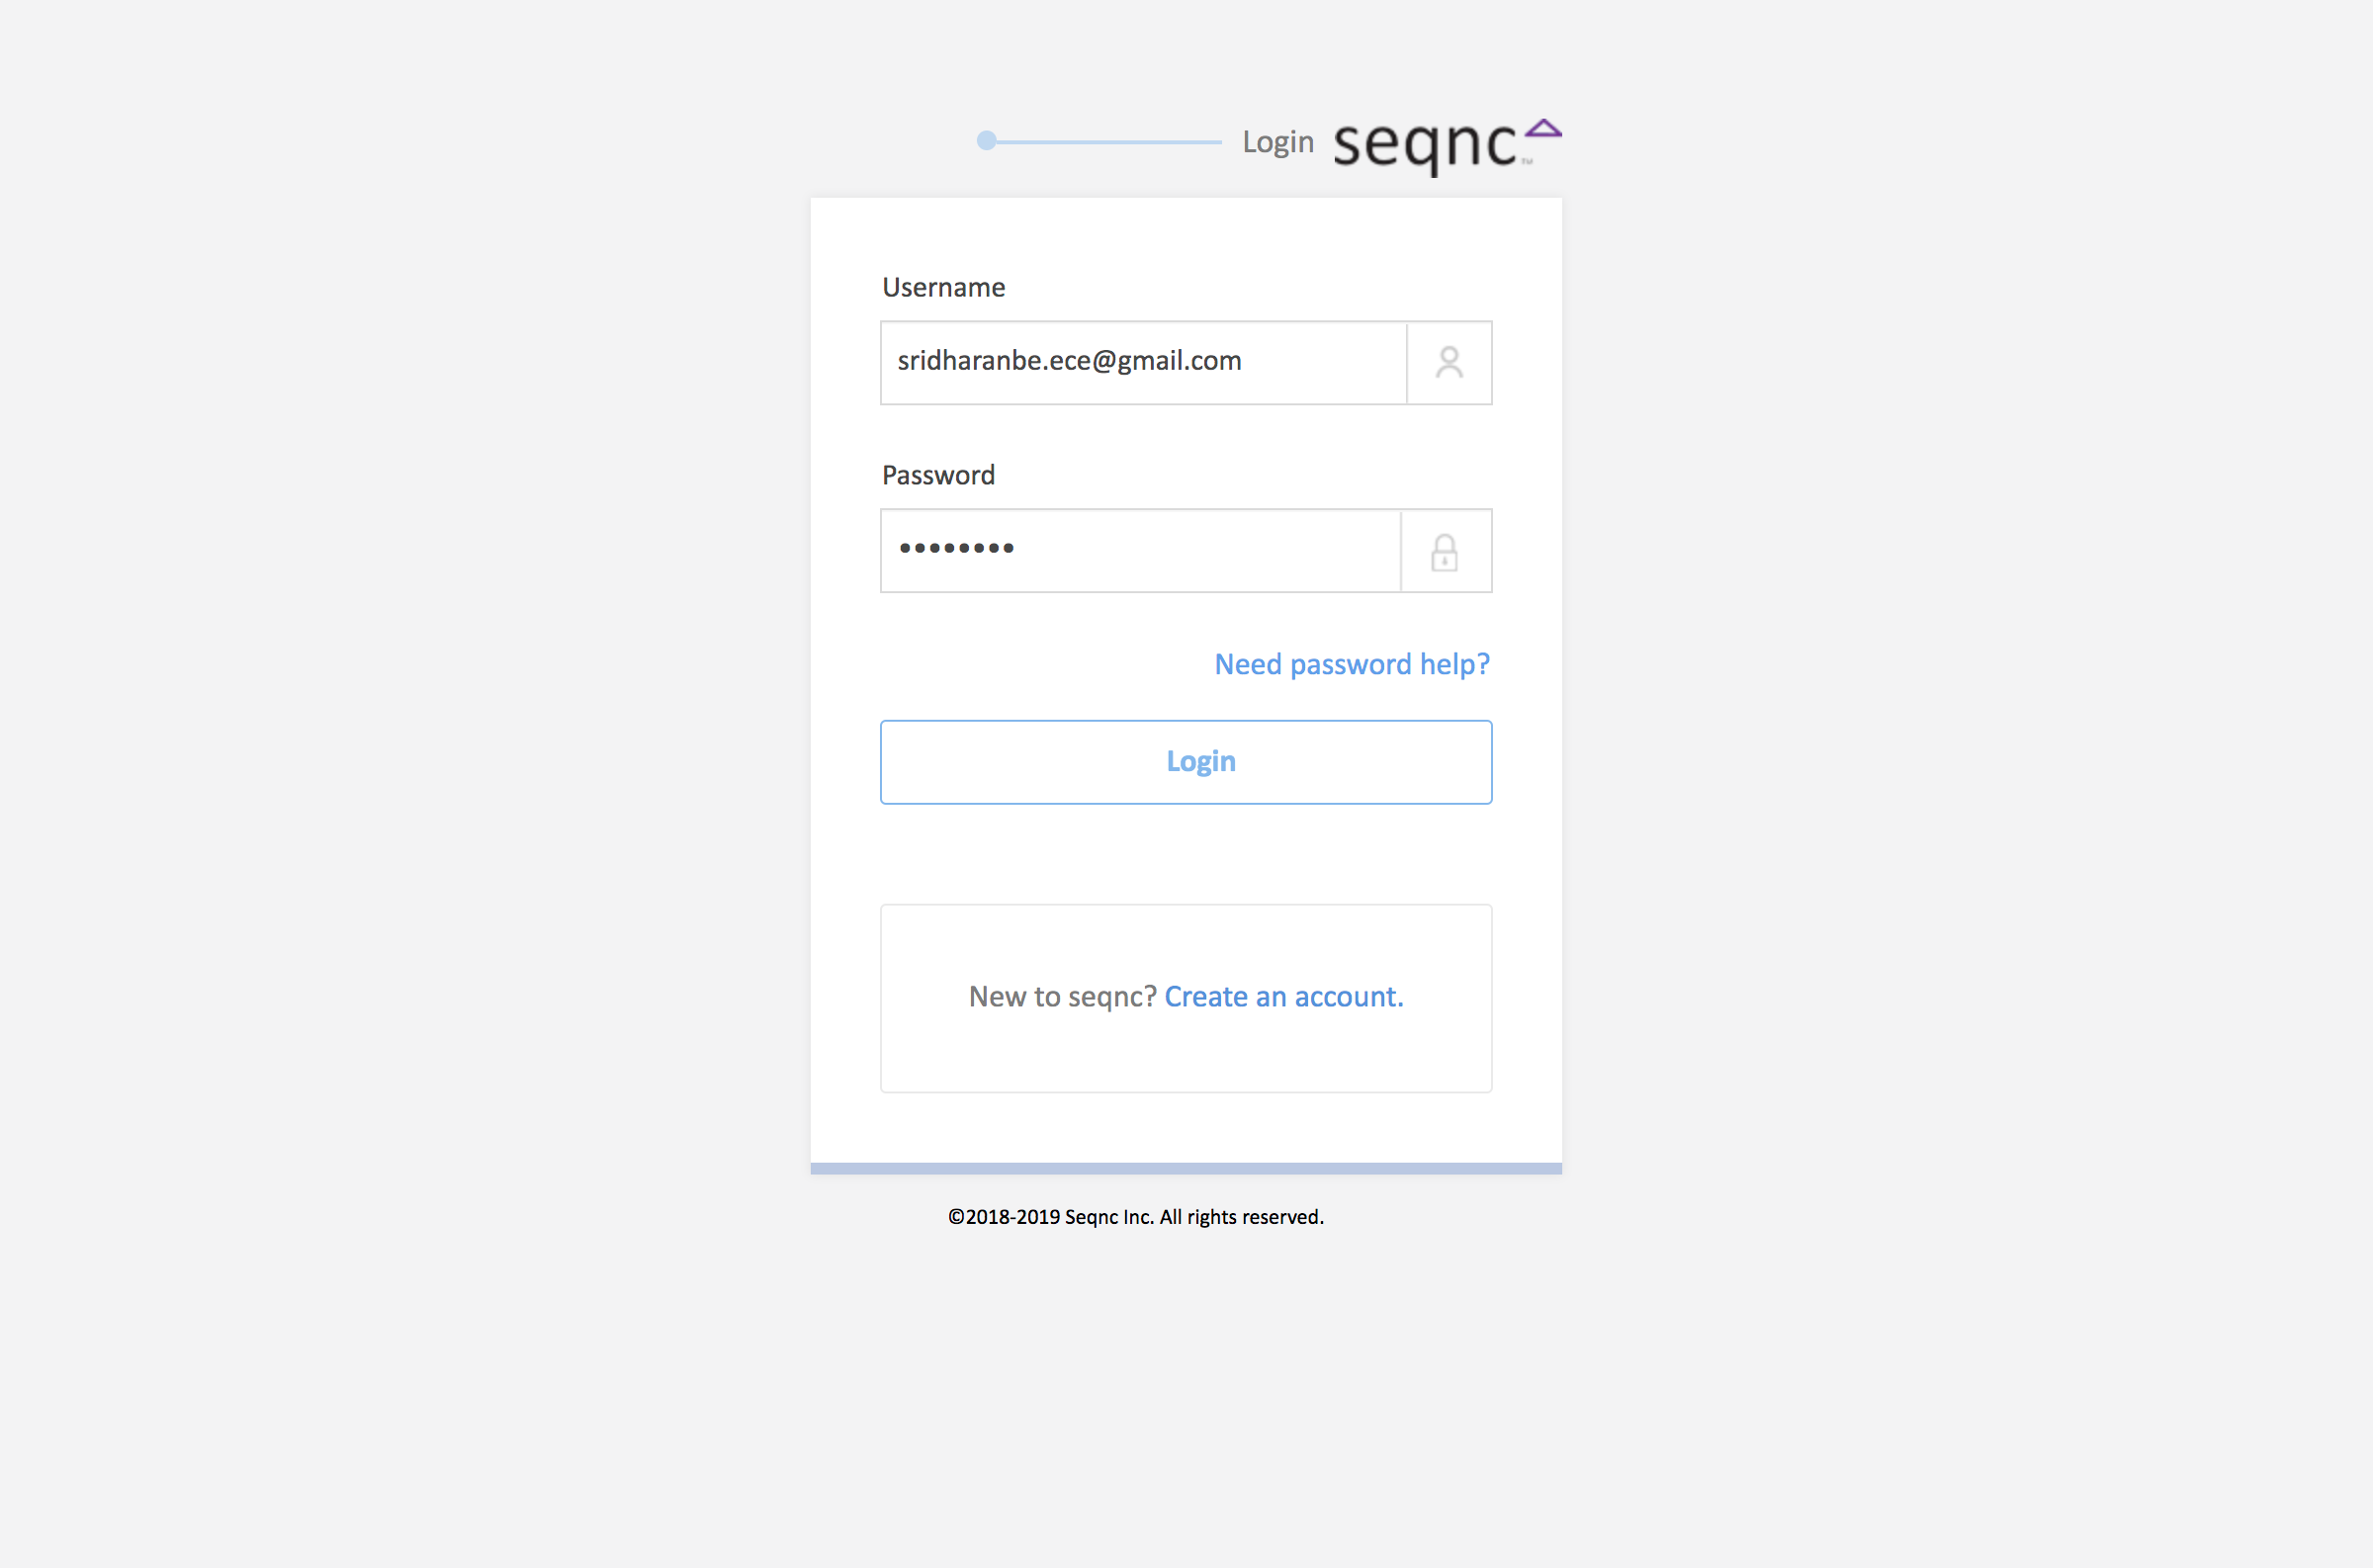 Login seqnc™
Username
sridharanbe.ece@gmail.com
Password
••••••••
Need password help?
Login
New to seqnc? Create an account.
©2018-2019 Seqnc Inc. All rights reserved.